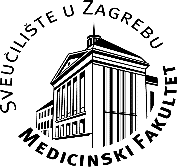 SVEUČILIŠTE U ZAGREBU
MEDICINSKI FAKULTET